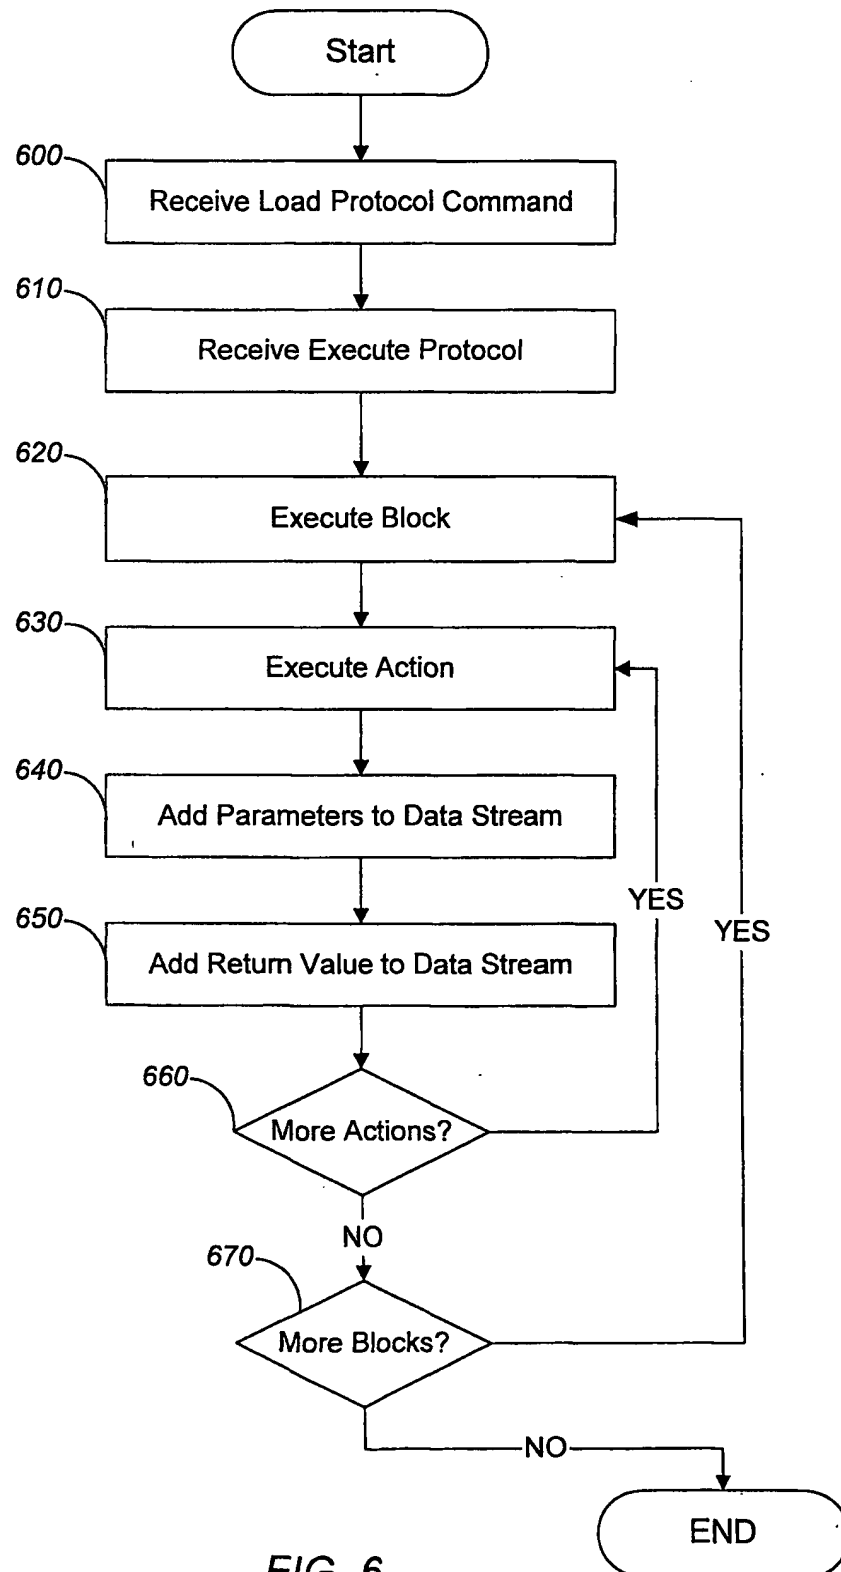 Start
600
Receive Load Protocol Command
610
Receive Execute Protocol
620
Execute Block
630
Execute Action
640
Add Parameters to Data Stream
650
Add Return Value to Data Stream
YES
YES
660
More Actions?
NO
670
More Blocks?
NO
END
FIG. 6